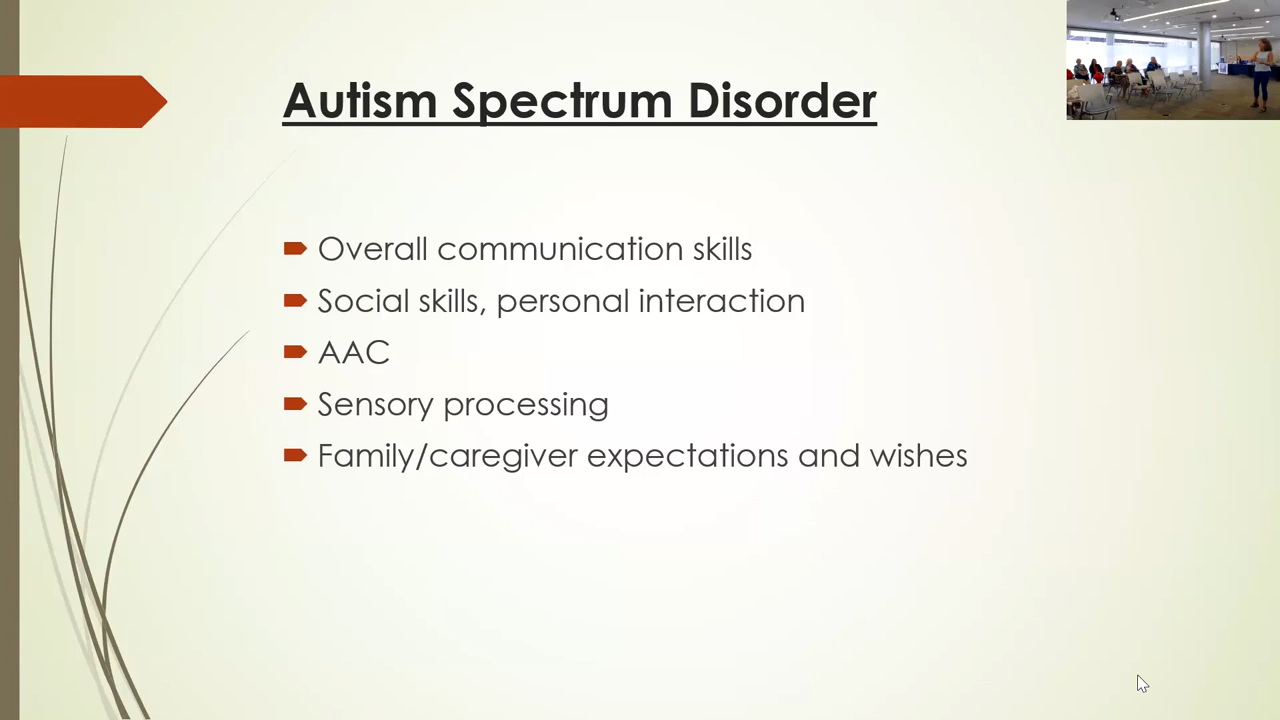 Autism Spectrum Disorder
Overall communication skills
Social skills, personal interaction
AAC
Sensory processing
Family/caregiver expectations and wishes